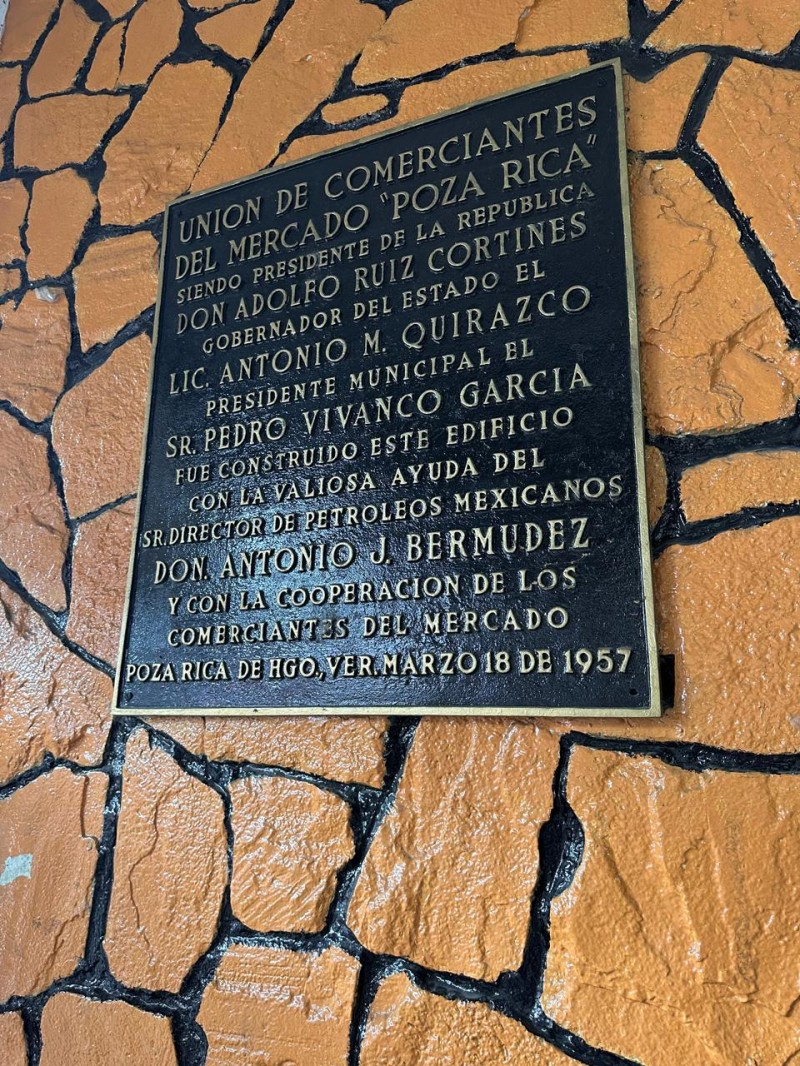 UNION DE COMERCIANTES
DEL MERCADO "POZA RICA"
SIENDO PRESIDENTE DE LA REPUBLICA
DON ADOLFO RUIZ CORTINES
GOBERNADOR DEL ESTADO EL
LIC. ANTONIO M. QUIRAZCO
PRESIDENTE MUNICIPAL EL
SR. PEDRO VIVANCO GARCIA
FUE CONSTRUIDO ESTE EDIFICIO
CON LA VALIOSA AYUDA DEL
SR. DIRECTOR DE PETROLEOS MEXICANOS
DON. ANTONIO J. BERMUDEZ
Y CON LA COOPERACION DE LOS
COMERCIANTES DEL MERCADO
POZA RICA DE HGO., VER. MARZO 18 DE 1957